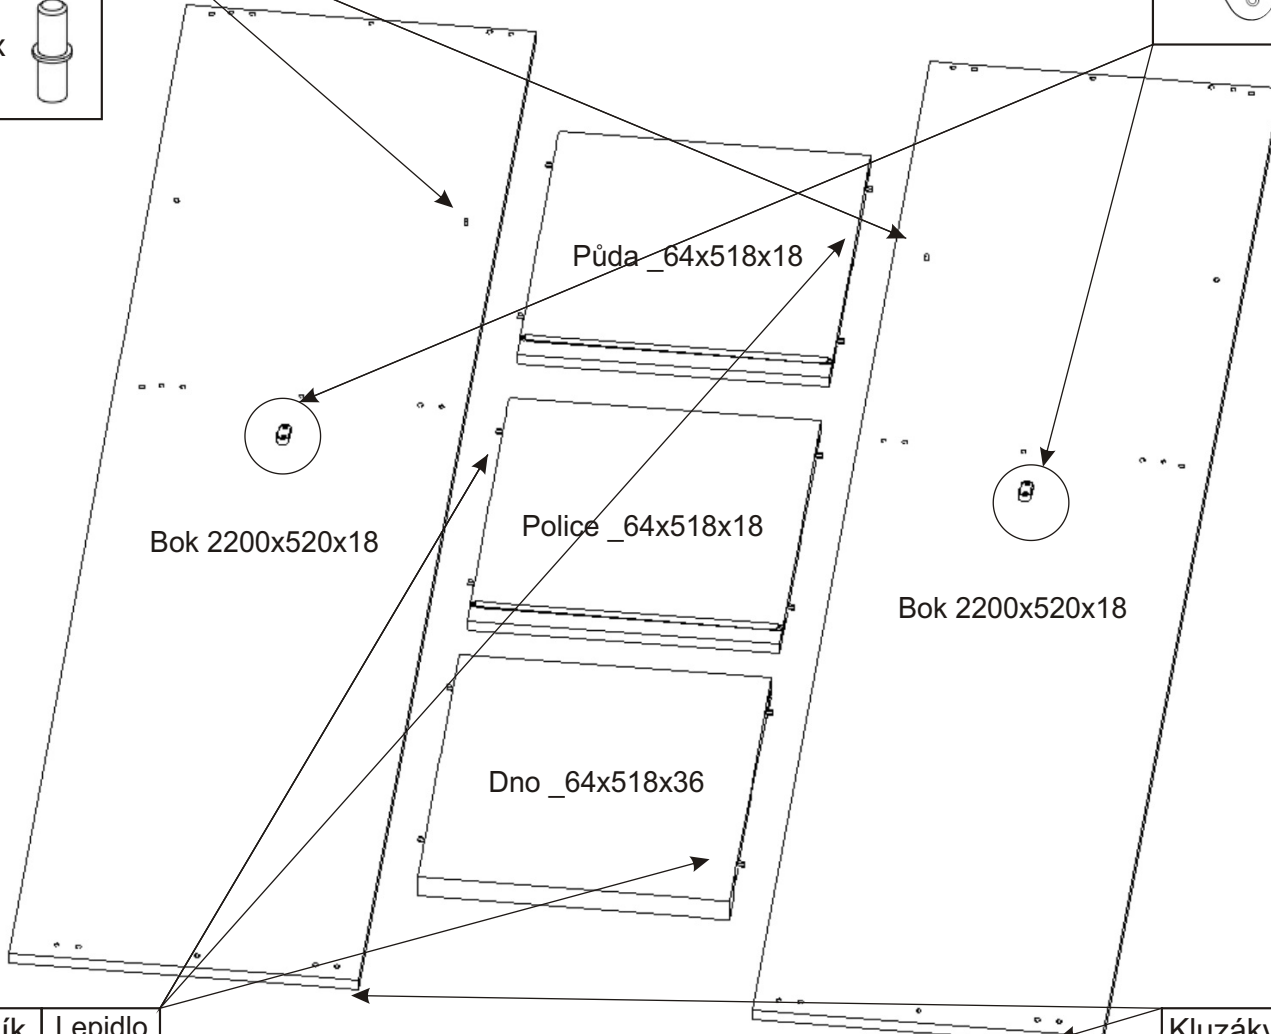 x
Půda _64x518x18
Police _64x518x18
Bok 2200x520x18
Bok 2200x520x18
Dno _64x518x36
Lepidlo